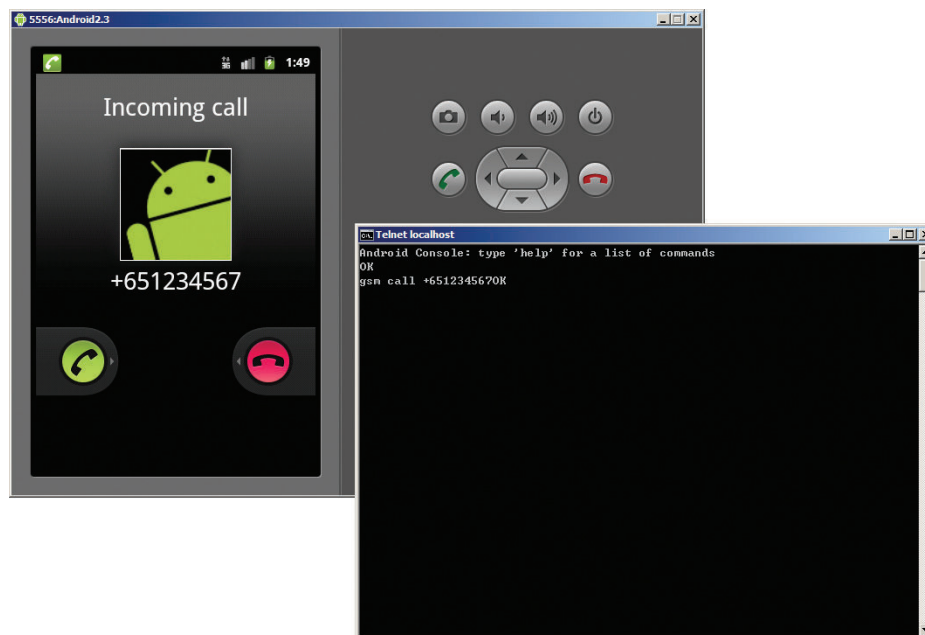 5556:Android2.3
3G 1:49
Incoming call
+651234567
Telnet localhost
Android Console: type 'help' for a list of commands
OK
gsm call +651234567OK